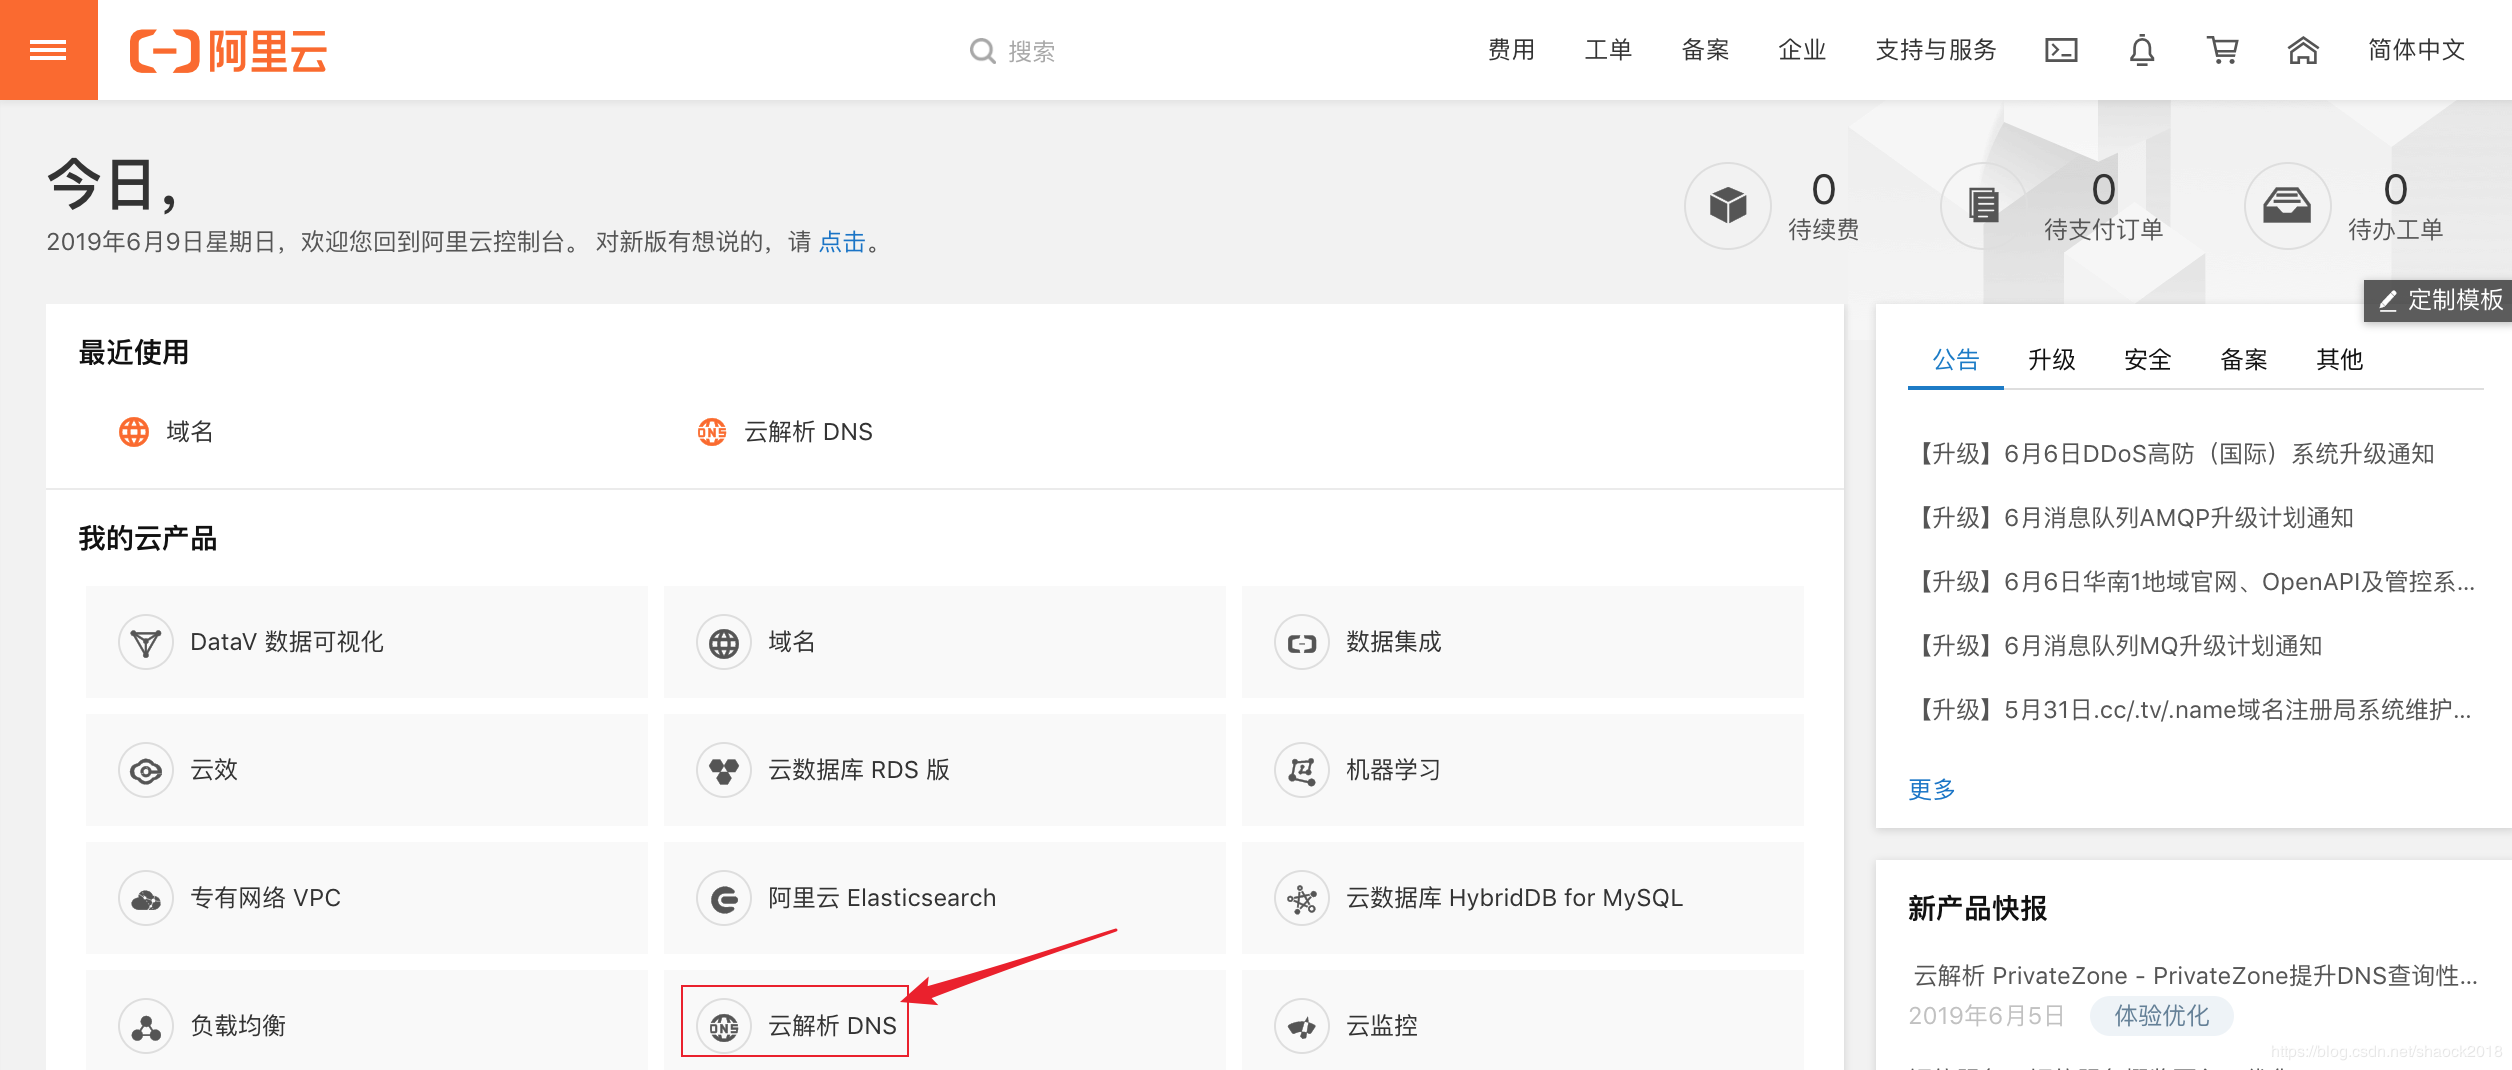 阿里云
搜索
费用 工单 备案 企业 支持与服务 简体中文
今日，
2019年6月9日星期日，欢迎您回到阿里云控制台。 对新版有想说的，请 点击。
0
待续费
0
待支付订单
0
待办工单
定制模板
最近使用
域名
云解析 DNS
我的云产品
DataV 数据可视化
域名
数据集成
云效
云数据库 RDS 版
机器学习
专有网络 VPC
阿里云 Elasticsearch
云数据库 HybridDB for MySQL
负载均衡
云解析 DNS
云监控
公告 升级 安全 备案 其他
【升级】6月6日DDoS高防（国际）系统升级通知
【升级】6月消息队列AMQP升级计划通知
【升级】6月6日华南1地域官网、OpenAPI及管控系...
【升级】6月消息队列MQ升级计划通知
【升级】5月31日.cc/.tv/.name域名注册局系统维护...
更多
新产品快报
云解析 PrivateZone - PrivateZone提升DNS查询性...
2019年6月5日 体验优化
https://blog.csdn.net/shaock2018